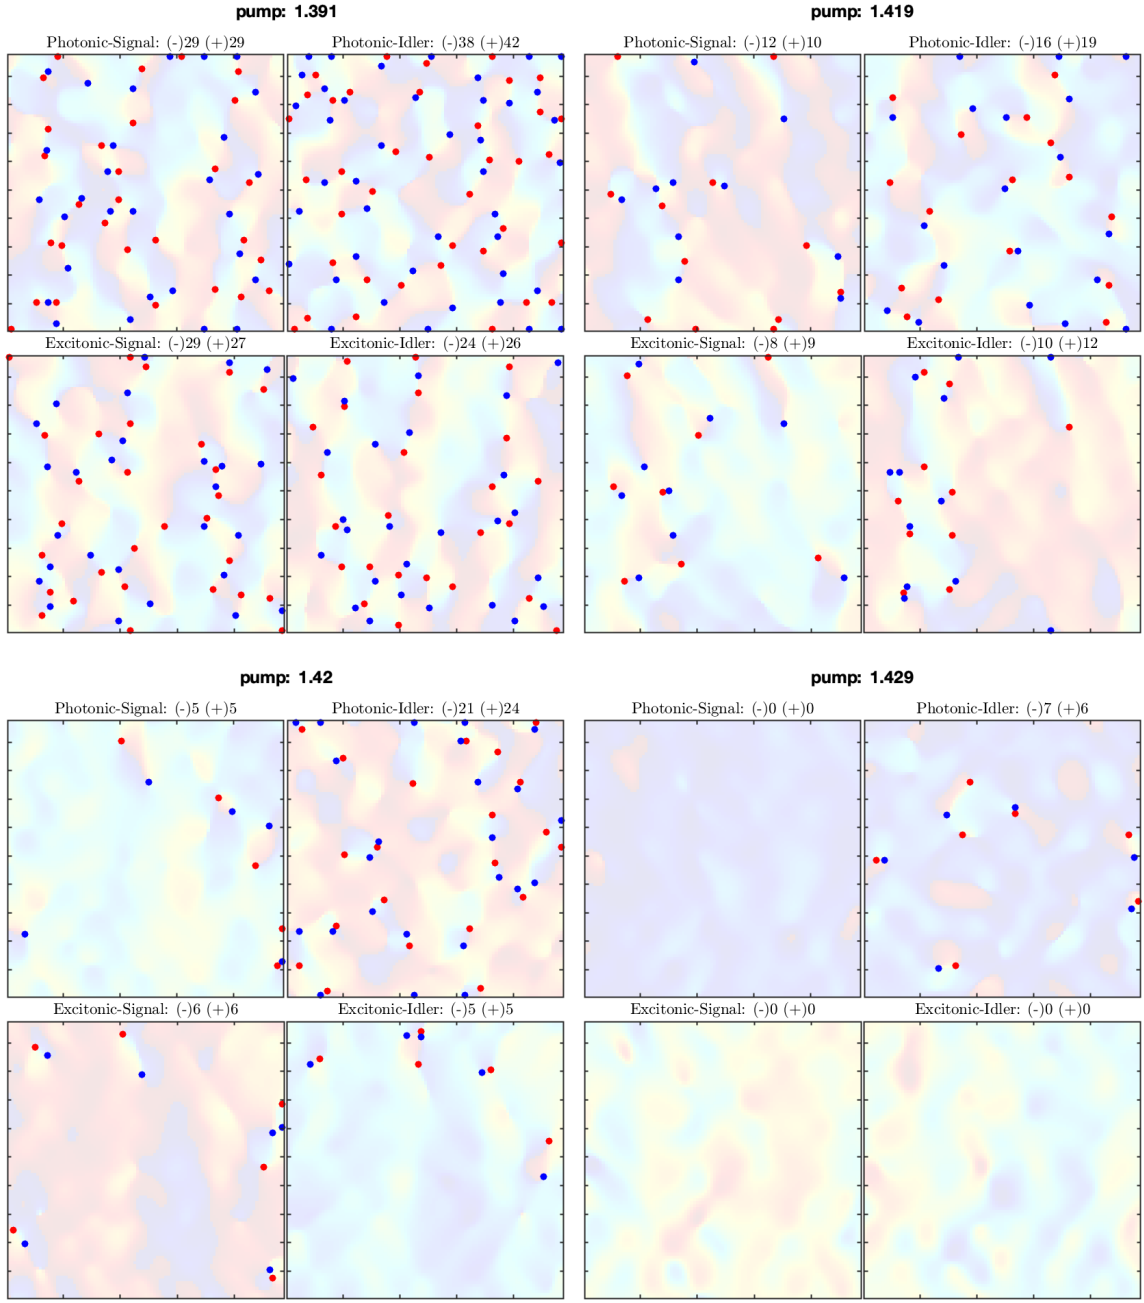 pump: 1.391
pump: 1.419
Photonic-Signal: (-)29 (+)29
Photonic-Idler: (-)38 (+)42
Photonic-Signal: (-)12 (+)10
Photonic-Idler: (-)16 (+)19
Excitonic-Signal: (-)29 (+)27
Excitonic-Idler: (-)24 (+)26
Excitonic-Signal: (-)8 (+)9
Excitonic-Idler: (-)10 (+)12
pump: 1.42
pump: 1.429
Photonic-Signal: (-)5 (+)5
Photonic-Idler: (-)21 (+)24
Photonic-Signal: (-)0 (+)0
Photonic-Idler: (-)7 (+)6
Excitonic-Signal: (-)6 (+)6
Excitonic-Idler: (-)5 (+)5
Excitonic-Signal: (-)0 (+)0
Excitonic-Idler: (-)0 (+)0